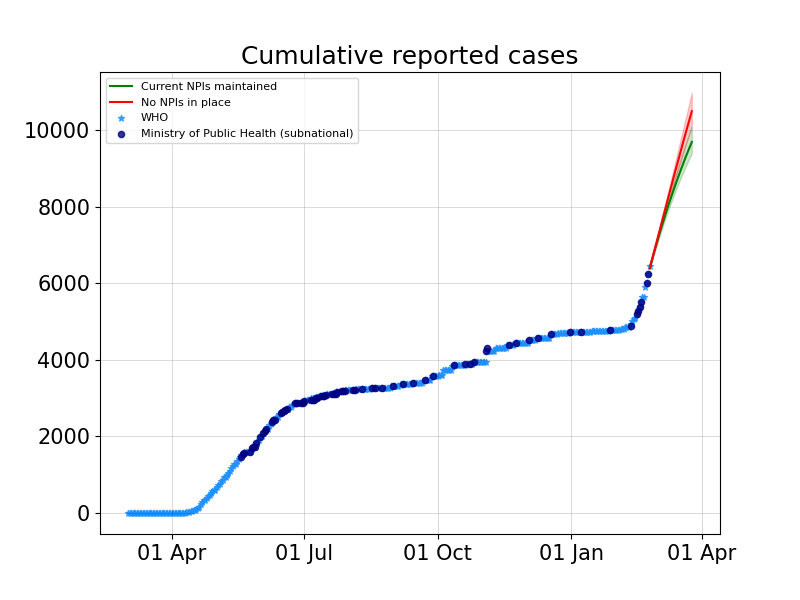 Cumulative reported cases
Current NPIs maintained
No NPIs in place
WHO
Ministry of Public Health (subnational)
10000
8000
6000
4000
2000
0
01 Apr 01 Jul 01 Oct 01 Jan 01 Apr